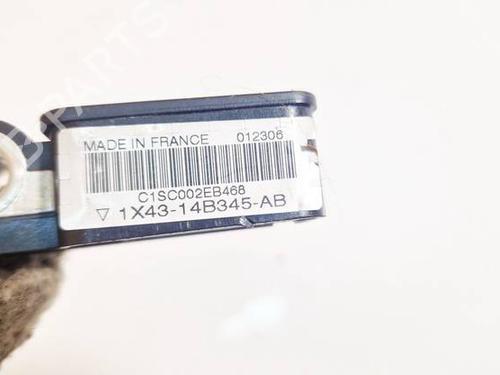 MADE IN FRANCE 012306
C1SC002EB468
▽ 1X43-14B345-AB